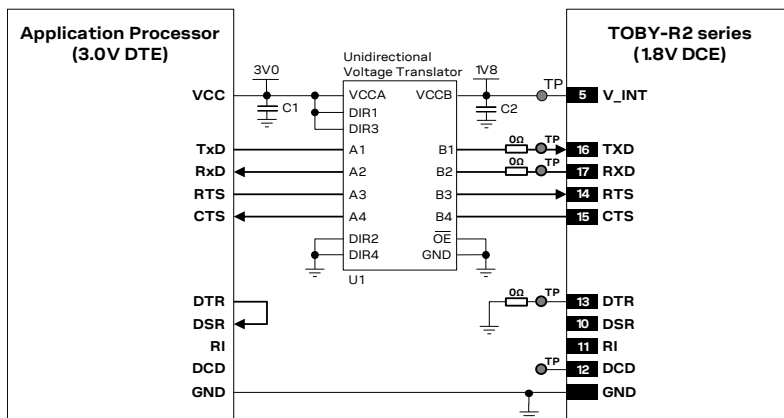 Application Processor
(3.0V DTE)
TOBY-R2 series
(1.8V DCE)
Unidirectional
Voltage Translator
3V0
1V8
TP
VCC
C1
VCCA
VCCB
C2
5
V_INT
DIR1
DIR3
0Ω
TP
TxD
A1
B1
16
TXD
0Ω
TP
RxD
A2
B2
17
RXD
RTS
A3
B3
14
RTS
CTS
A4
B4
15
CTS
DIR2
OE
DIR4
GND
U1
0Ω
TP
DTR
13
DTR
DSR
10
DSR
RI
11
RI
TP
DCD
12
DCD
GND
GND